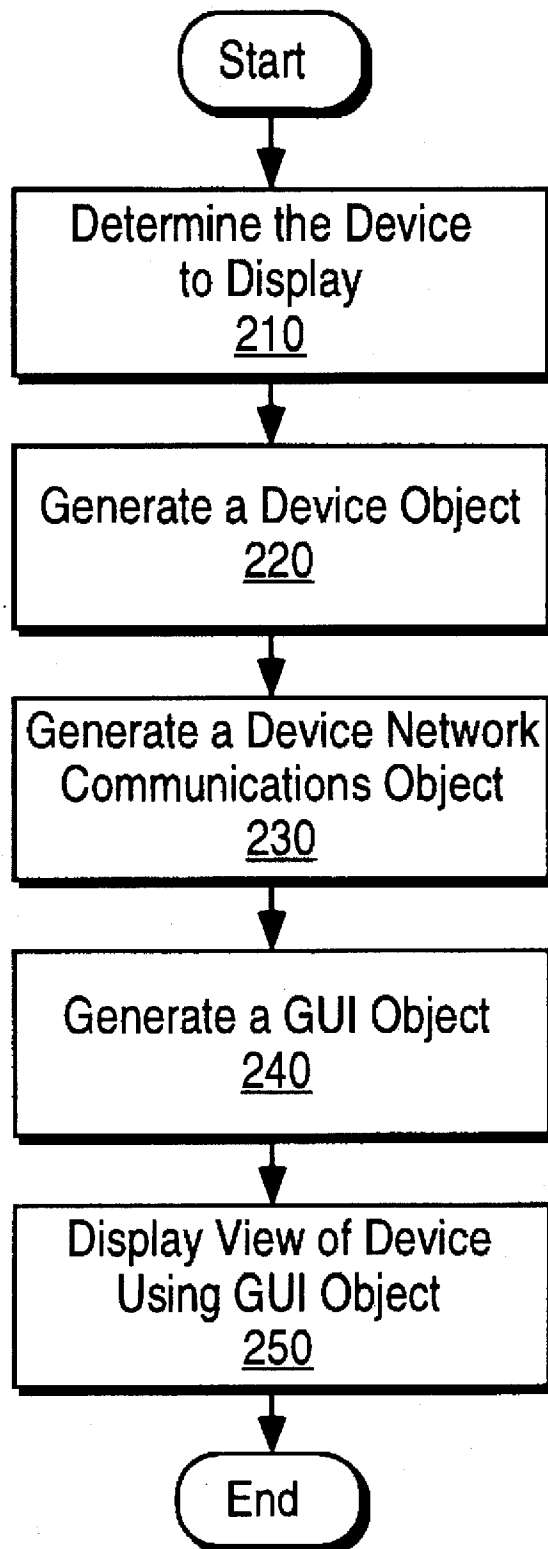 Start
Determine the Device
to Display
210
Generate a Device Object
220
Generate a Device Network
Communications Object
230
Generate a GUI Object
240
Display View of Device
Using GUI Object
250
End